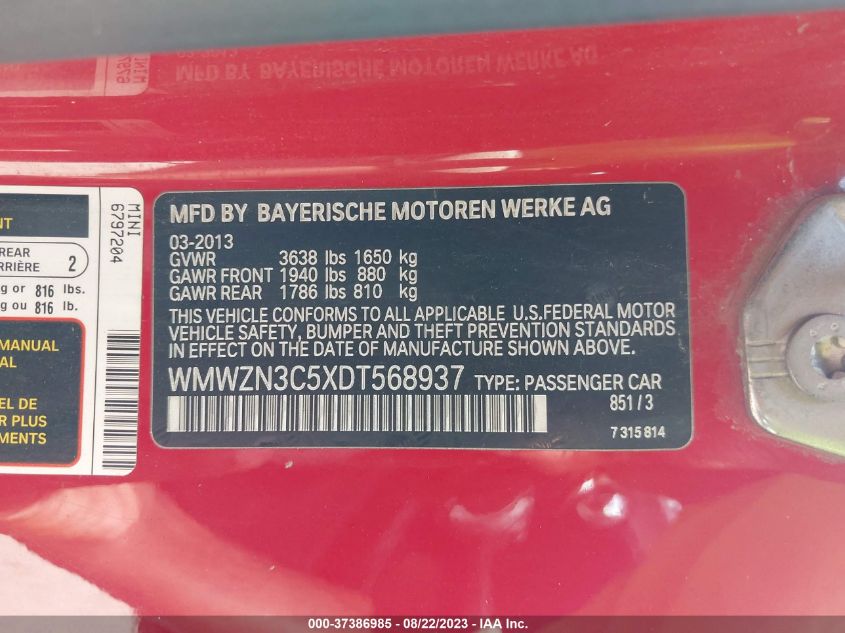 MFD BY BAYERISCHE MOTOREN WERKE AG
03-2013
GVWR 3638 lbs 1650 kg
GAWR FRONT 1940 lbs 880 kg
GAWR REAR 1786 lbs 810 kg
THIS VEHICLE CONFORMS TO ALL APPLICABLE U.S.FEDERAL MOTOR
VEHICLE SAFETY, BUMPER AND THEFT PREVENTION STANDARDS
IN EFFECT ON THE DATE OF MANUFACTURE SHOWN ABOVE.
WMWZN3C5XDT568937 TYPE: PASSENGER CAR
851/3
7 315 814
MINI
6797204
NT
REAR
ARRIÈRE 2
g or 816 lbs.
g ou 816 lb.
MANUAL
AL
EL DE
R PLUS
MENTS
MFD BY BAYERISCHE MOTOREN WERKE AG
000-37386985 - 08/22/2023 - IAA Inc.